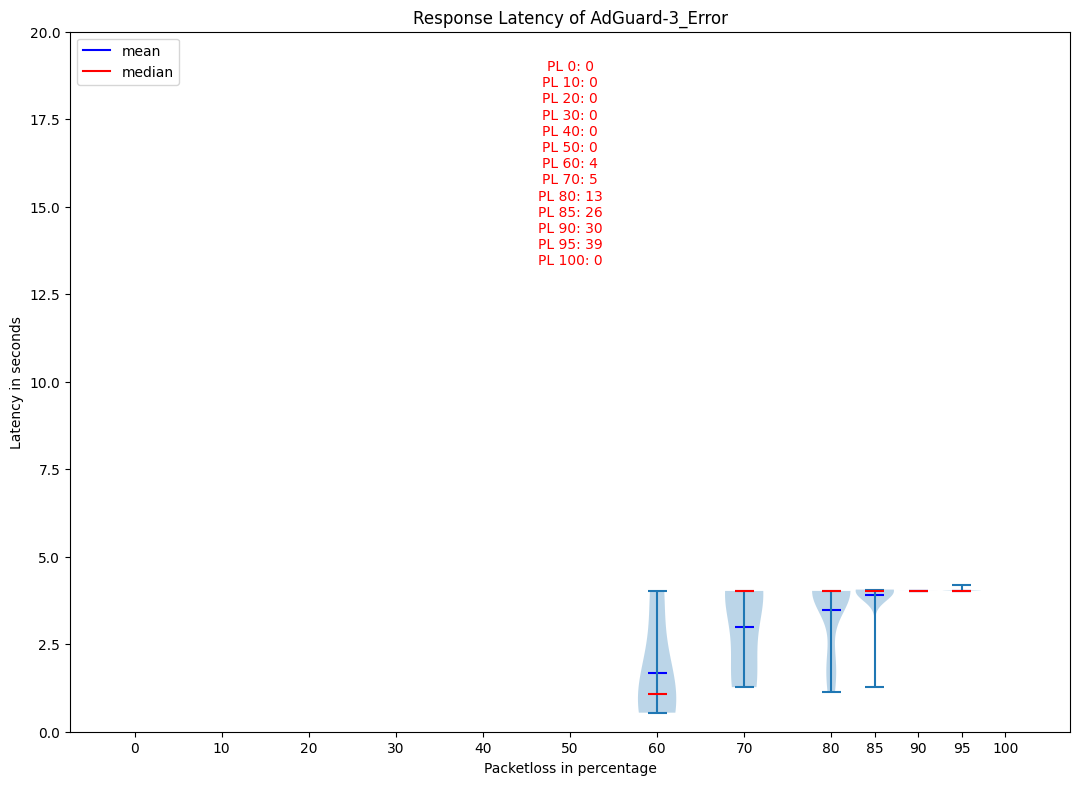 Response Latency of AdGuard-3_Error
mean
median
PL 0: 0
PL 10: 0
PL 20: 0
PL 30: 0
PL 40: 0
PL 50: 0
PL 60: 4
PL 70: 5
PL 80: 13
PL 85: 26
PL 90: 30
PL 95: 39
PL 100: 0
20.0
17.5
15.0
12.5
10.0
7.5
5.0
2.5
0.0
Latency in seconds
0 10 20 30 40 50 60 70 80 85 90 95 100
Packetloss in percentage